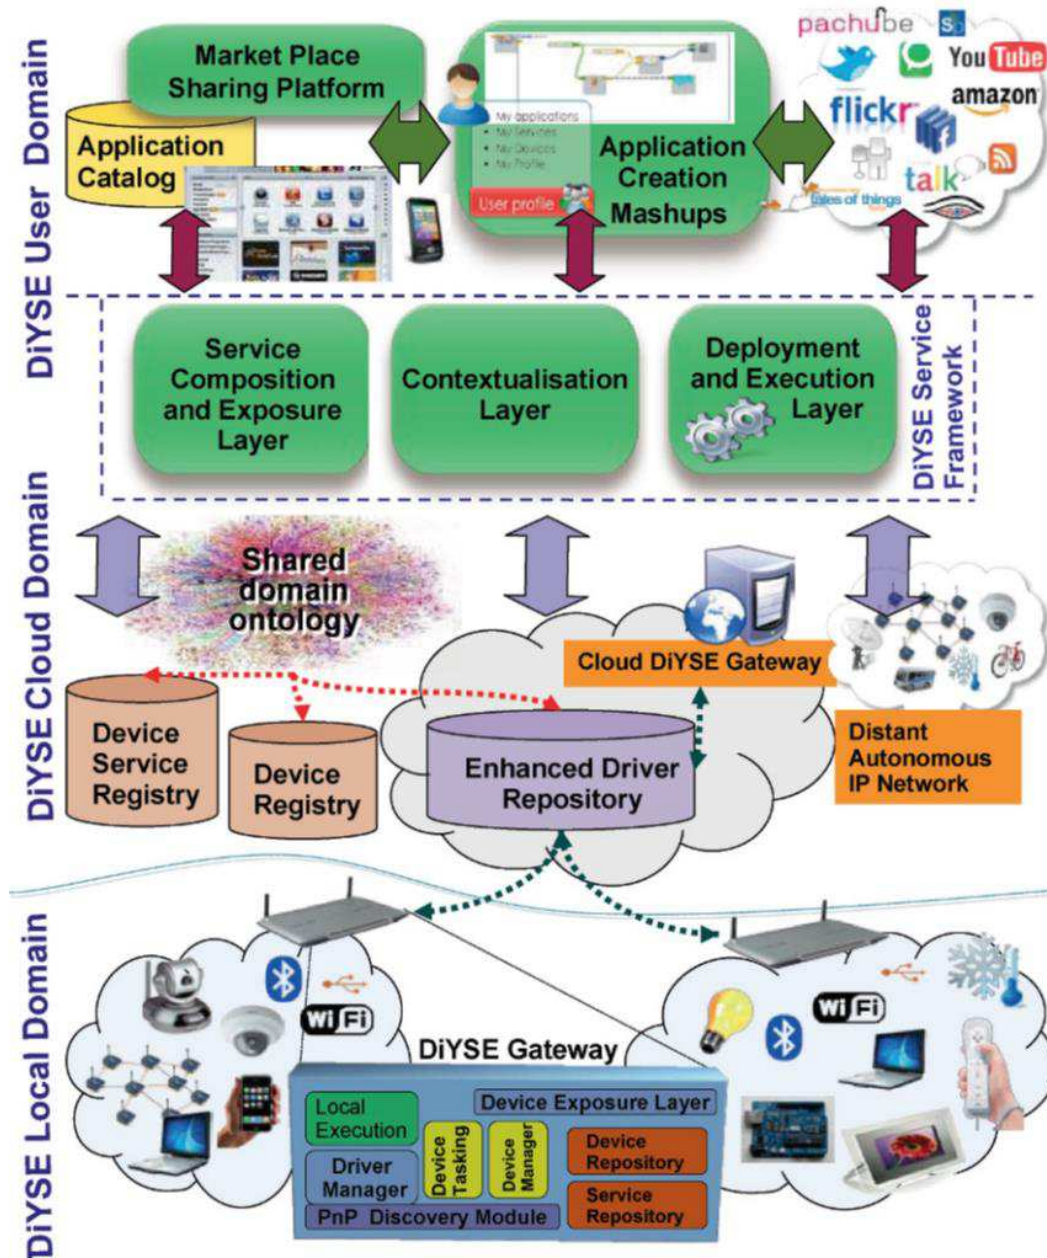 DiYSE User Domain
Market Place
Sharing Platform
Application
Catalog
My applications
My Services
My Devices
My Profile
User profile
Application
Creation
Mashups
pachube
YouTube
flickr
amazon
talk
tales of things
DiYSE Cloud Domain
Service
Composition
and Exposure
Layer
Contextualisation
Layer
Deployment
and Execution
Layer
DiYSE Service
Framework
Shared
domain
ontology
Cloud DiYSE Gateway
Device
Service
Registry
Device
Registry
Enhanced Driver
Repository
Distant
Autonomous
IP Network
DiYSE Local Domain
WiFi
WiFi
DiYSE Gateway
Local
Execution
Device Exposure Layer
Driver
Manager
Device
Tasking
Device
Manager
Device
Repository
Service
Repository
PnP Discovery Module